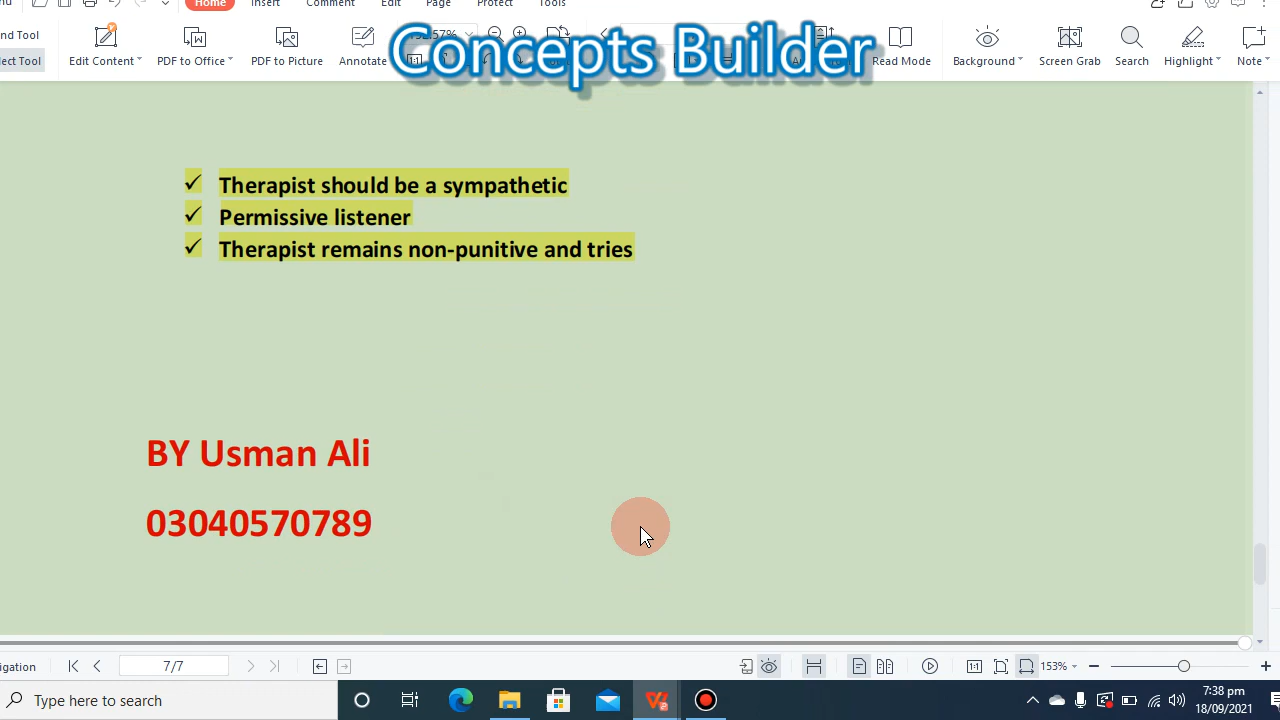 Home Insert Comment Edit Page Protect Tools
Concepts Builder
Edit Content PDF to Office PDF to Picture Annotate Read Mode Background Screen Grab Search Highlight Note
✓ Therapist should be a sympathetic
✓ Permissive listener
✓ Therapist remains non-punitive and tries
BY Usman Ali
03040570789
igation 7/7 153%
Type here to search
7:38 pm
18/09/2021